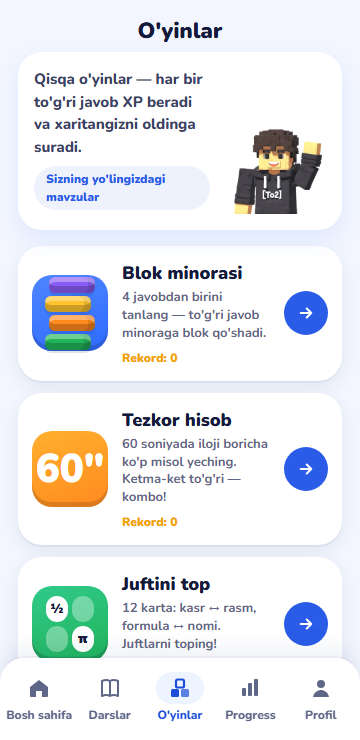 O'yinlar
Qisqa o'yinlar — har bir
to'g'ri javob XP beradi
va xaritangizni oldinga
suradi.
Sizning yo'lingizdagi
mavzular
[To2]
Blok minorasi
4 javobdan birini
tanlang — to'g'ri javob
minoraga blok qo'shadi.
Rekord: 0
60"
Tezkor hisob
60 soniyada iloji boricha
ko'p misol yeching.
Ketma-ket to'g'ri —
kombo!
Rekord: 0
½
π
Juftini top
12 karta: kasr ↔ rasm,
formula ↔ nomi.
Juftlarni toping!
Bosh sahifa
Darslar
O'yinlar
Progress
Profil